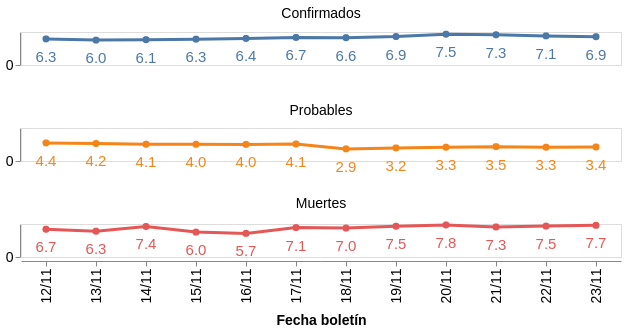 Confirmados
0
6.3 6.0 6.1 6.3 6.4 6.7 6.6 6.9 7.5 7.3 7.1 6.9
Probables
0
4.4 4.2 4.1 4.0 4.0 4.1 2.9 3.2 3.3 3.5 3.3 3.4
Muertes
0
6.7 6.3 7.4 6.0 5.7 7.1 7.0 7.5 7.8 7.3 7.5 7.7
12/11 13/11 14/11 15/11 16/11 17/11 18/11 19/11 20/11 21/11 22/11 23/11
Fecha boletín